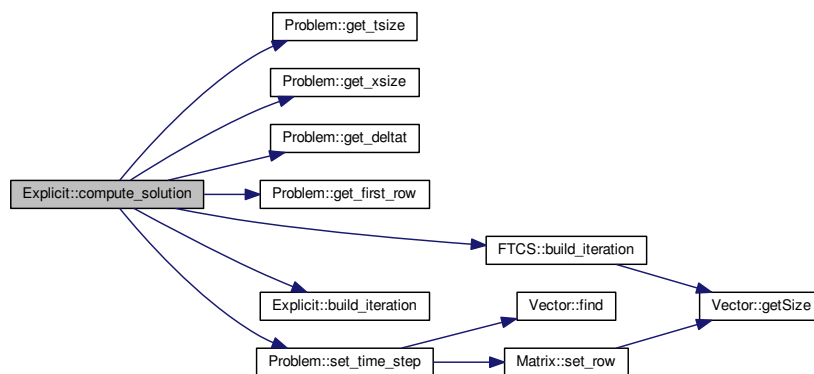 Problem::get_tsize
Problem::get_xsize
Problem::get_deltat
Explicit::compute_solution
Problem::get_first_row
FTCS::build_iteration
Explicit::build_iteration
Vector::find
Vector::getSize
Problem::set_time_step
Matrix::set_row